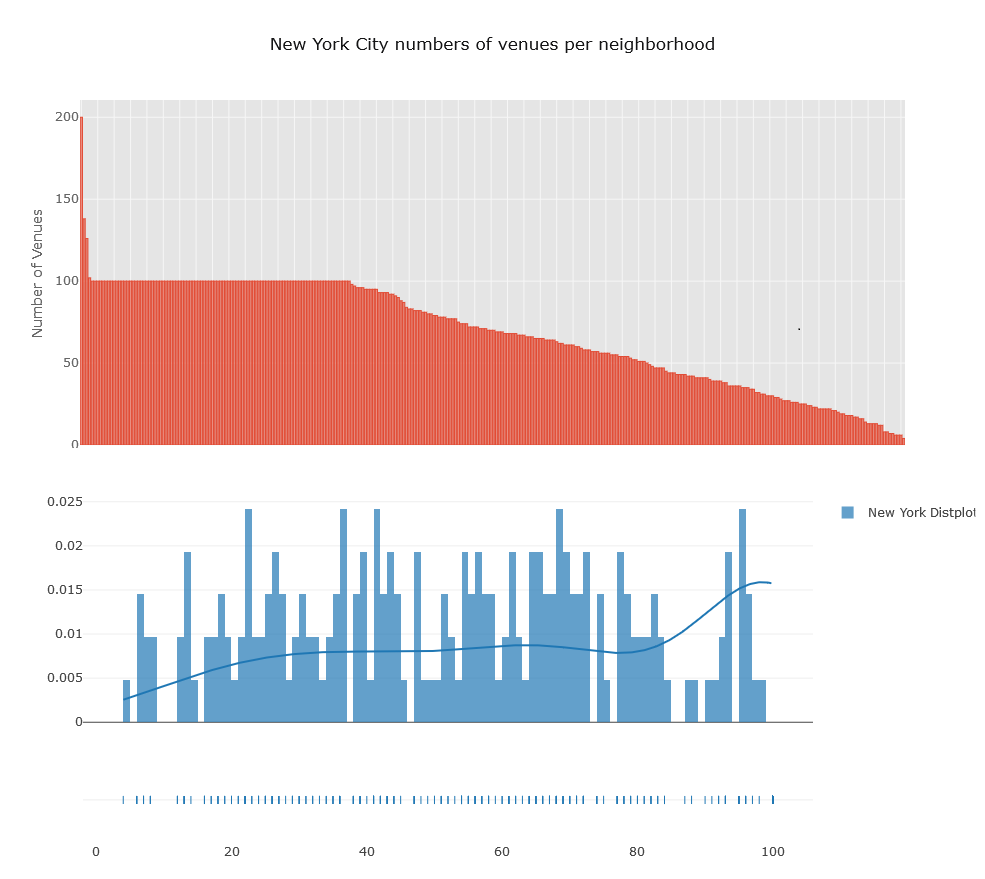 New York City numbers of venues per neighborhood
200
150
100
50
0
Number of Venues
0.025
0.02
0.015
0.01
0.005
0
New York Distplot
0 20 40 60 80 100